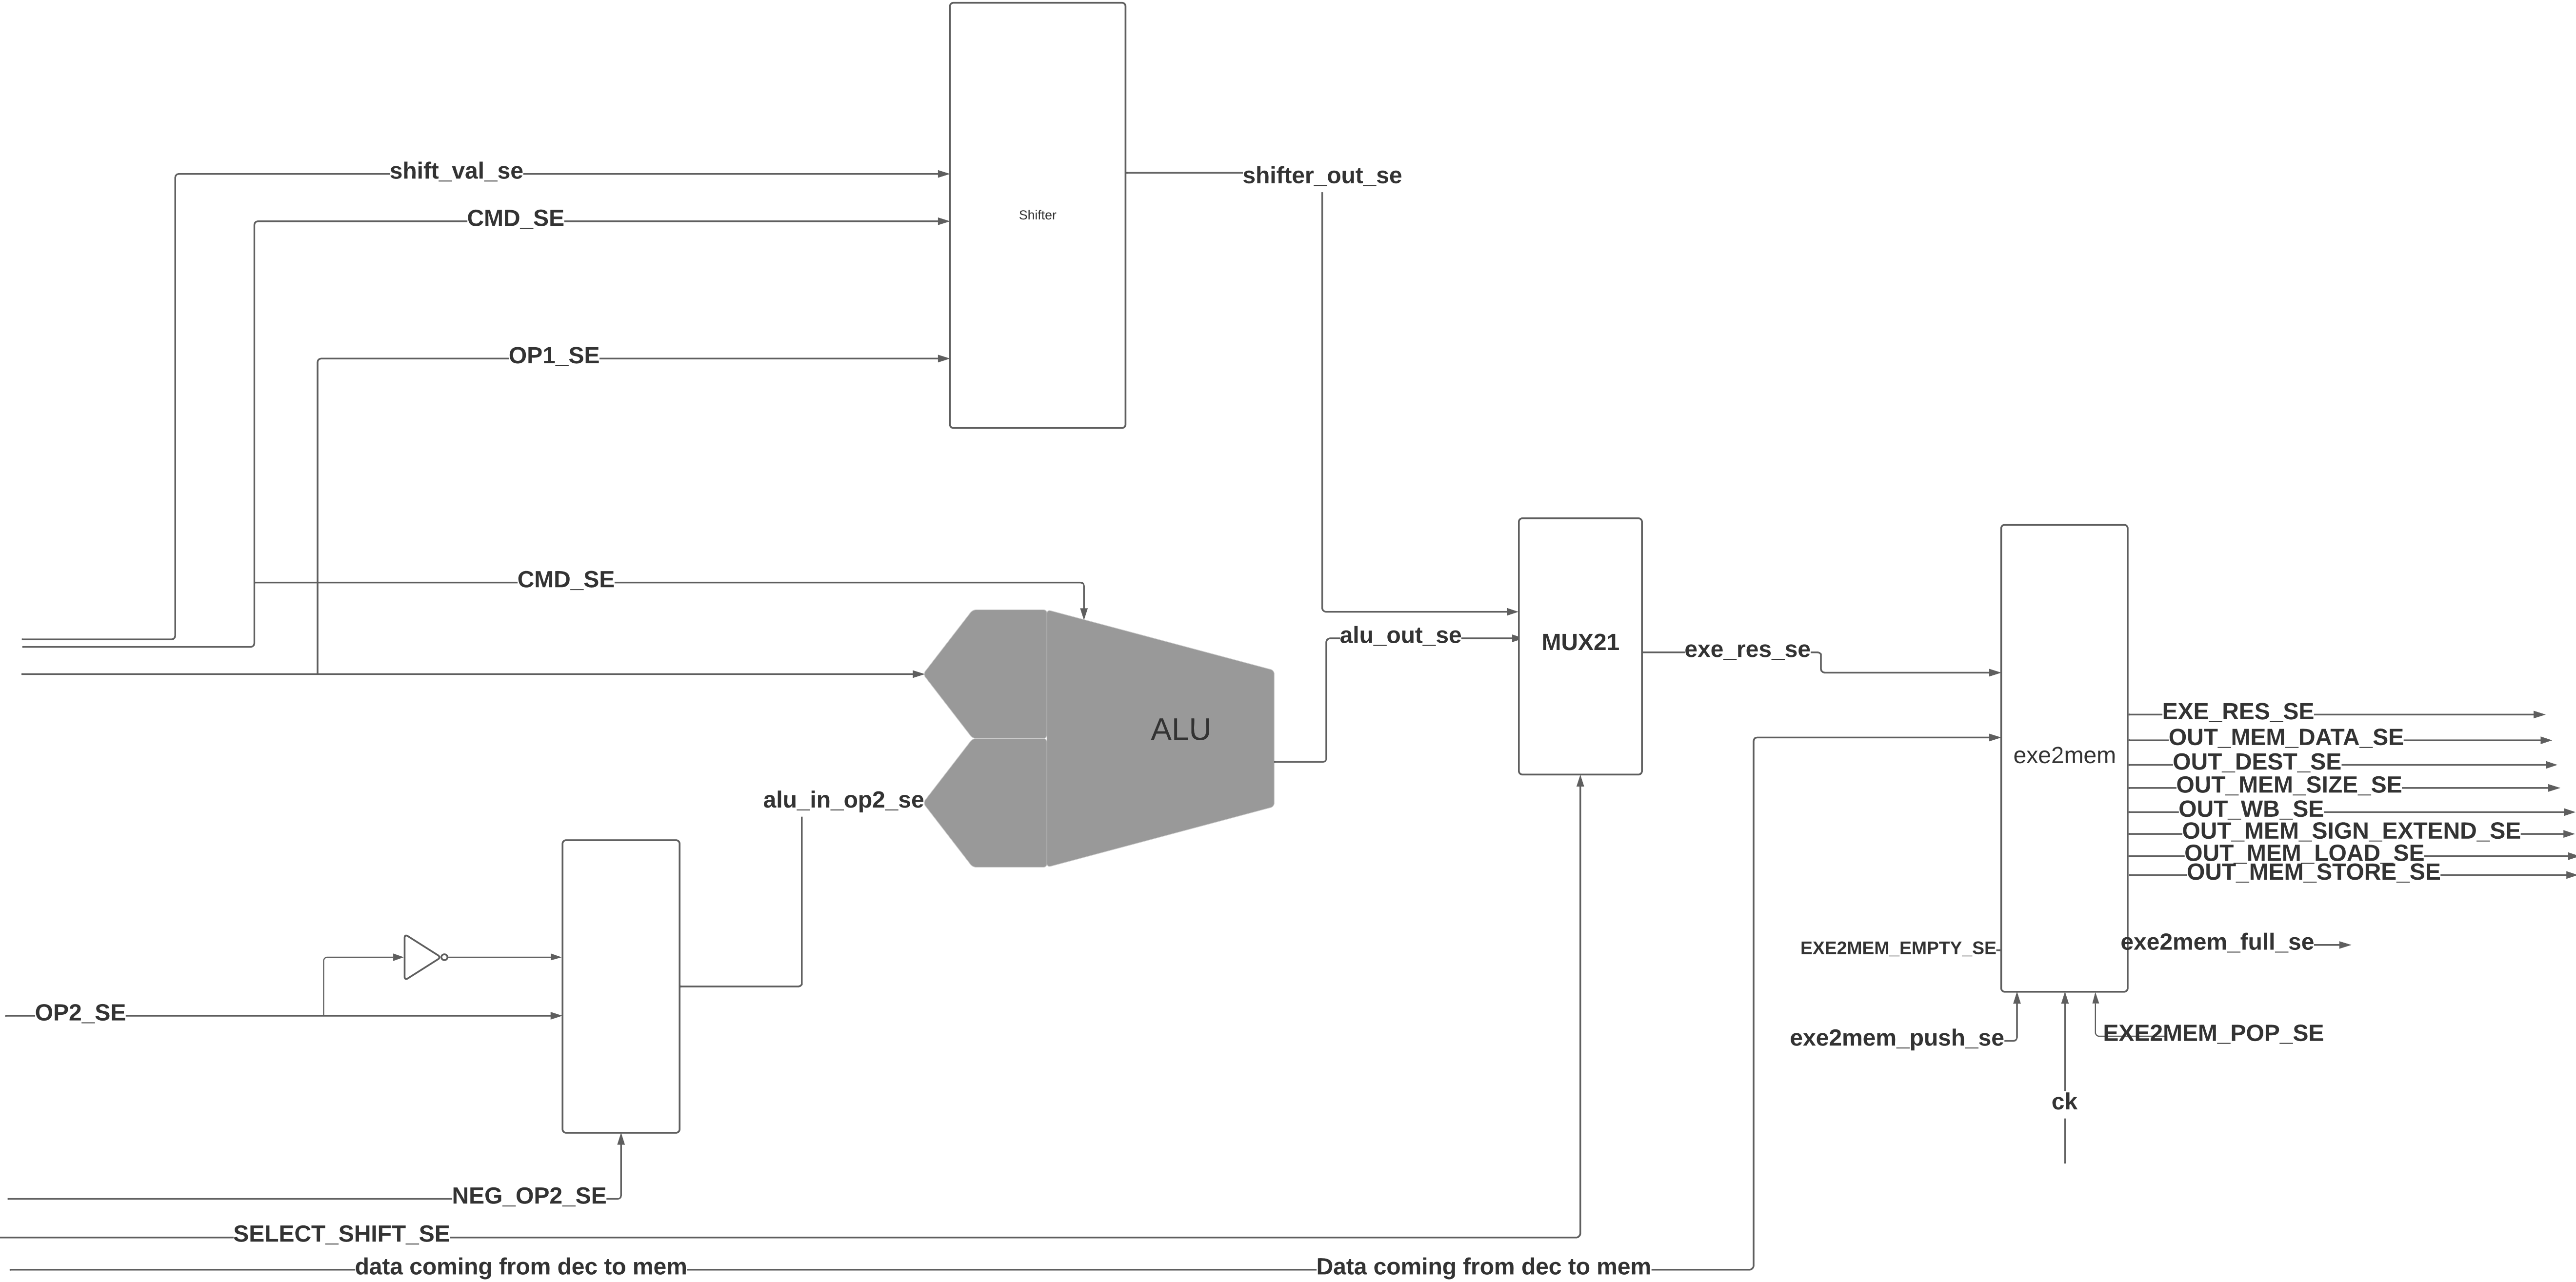 shift_val_se
shifter_out_se
CMD_SE
Shifter
OP1_SE
CMD_SE
alu_out_se
MUX21
exe_res_se
ALU
EXE_RES_SE
OUT_MEM_DATA_SE
exe2mem
OUT_DEST_SE
OUT_MEM_SIZE_SE
alu_in_op2_se
OUT_WB_SE
OUT_MEM_SIGN_EXTEND_SE
OUT_MEM_LOAD_SE
OUT_MEM_STORE_SE
EXE2MEM_EMPTY_SE
exe2mem_full_se
OP2_SE
exe2mem_push_se
EXE2MEM_POP_SE
ck
NEG_OP2_SE
SELECT_SHIFT_SE
data coming from dec to mem
Data coming from dec to mem